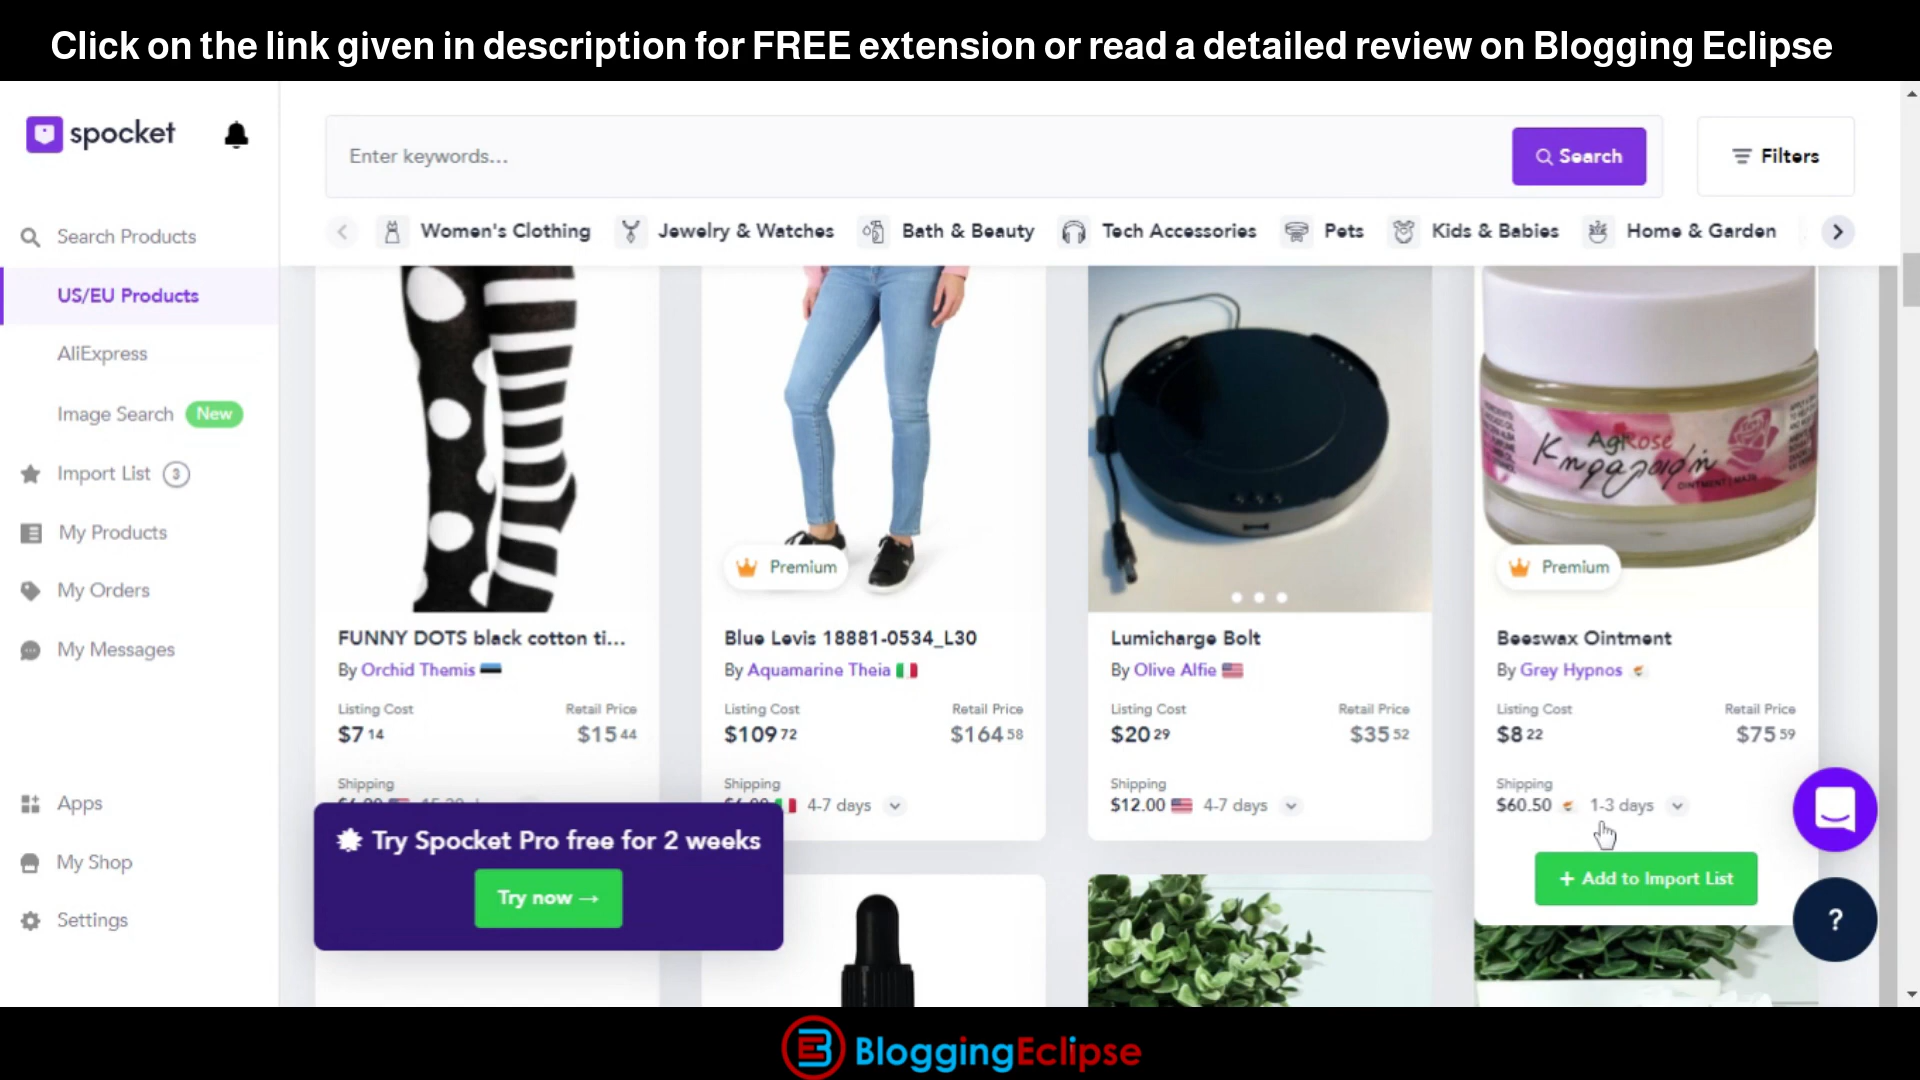 Click on the link given in description for FREE extension or read a detailed review on Blogging Eclipse
spocket
Enter keywords...
Search
Filters
Women's Clothing
Jewelry & Watches
Bath & Beauty
Tech Accessories
Pets
Kids & Babies
Home & Garden
Search Products
US/EU Products
AliExpress
Image Search New
Import List 3
My Products
My Orders
My Messages
Apps
My Shop
Settings
FUNNY DOTS black cotton ti...
By Orchid Themis
Listing Cost Retail Price
$7 14 $15 44
Shipping
Premium
Blue Levis 18881-0534_L30
By Aquamarine Theia
Listing Cost Retail Price
$109 72 $164 58
Shipping
4-7 days
Lumicharge Bolt
By Olive Alfie
Listing Cost Retail Price
$20 29 $35 52
Shipping
$12.00 4-7 days
AgiRose
OINTMENT
Premium
Beeswax Ointment
By Grey Hypnos
Listing Cost Retail Price
$8 22 $75 59
Shipping
$60.50 1-3 days
+ Add to Import List
Try Spocket Pro free for 2 weeks
Try now →
?
BloggingEclipse